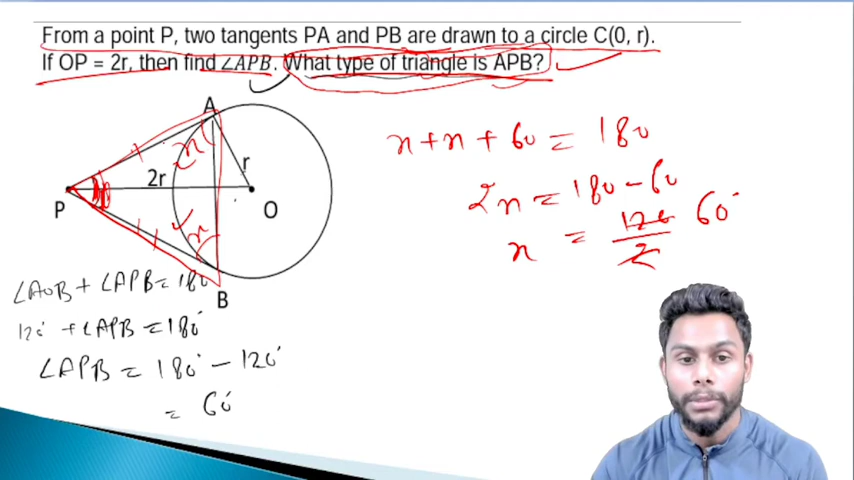 From a point P, two tangents PA and PB are drawn to a circle C(0, r).
If OP = 2r, then find ∠APB. What type of triangle is APB?
A
x
r
2r
P
O
x
B
∠AOB + ∠APB = 180°
120° + ∠APB = 180°
∠APB = 180° - 120°
= 60°
x + x + 60 = 180
2x = 180 - 60
x = 120/2 60°